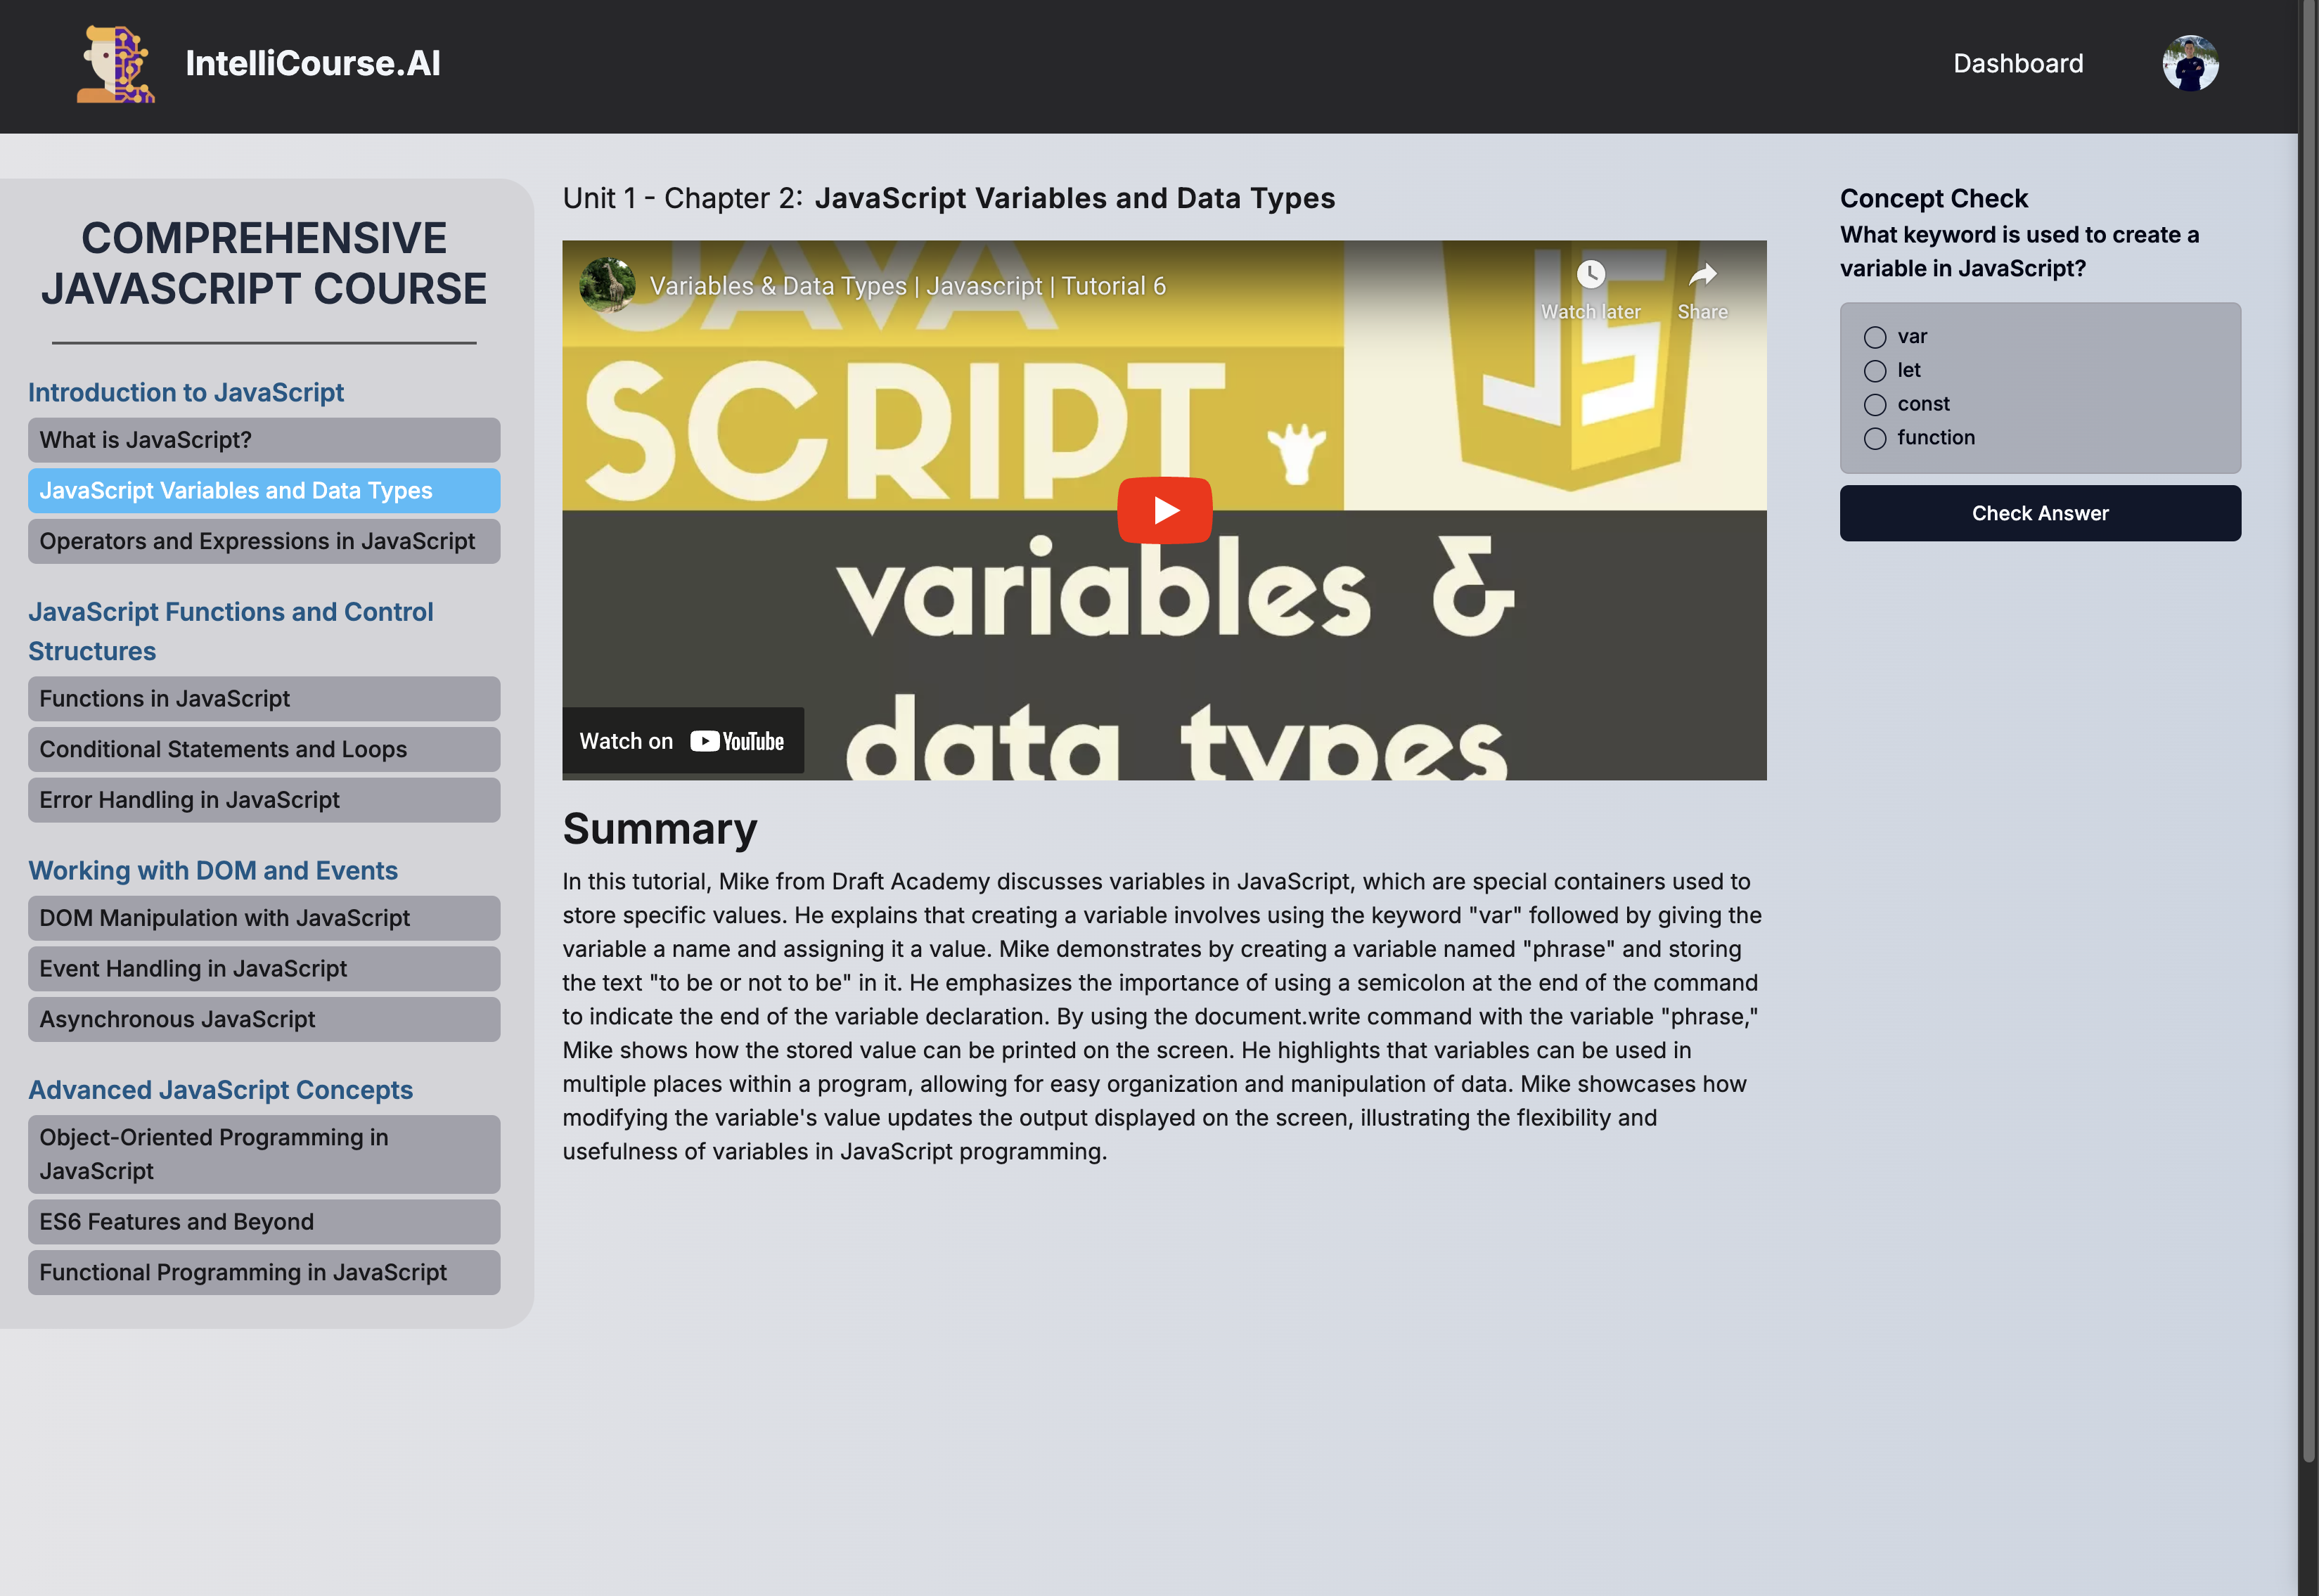 IntelliCourse.AI
Dashboard
COMPREHENSIVE
JAVASCRIPT COURSE
Introduction to JavaScript
What is JavaScript?
JavaScript Variables and Data Types
Operators and Expressions in JavaScript
JavaScript Functions and Control
Structures
Functions in JavaScript
Conditional Statements and Loops
Error Handling in JavaScript
Working with DOM and Events
DOM Manipulation with JavaScript
Event Handling in JavaScript
Asynchronous JavaScript
Advanced JavaScript Concepts
Object-Oriented Programming in
JavaScript
ES6 Features and Beyond
Functional Programming in JavaScript
Unit 1 - Chapter 2: JavaScript Variables and Data Types
Variables & Data Types | Javascript | Tutorial 6
Watch later
Share
JAVA
SCRIPT
JS
variables &
data types
Watch on YouTube
Summary
In this tutorial, Mike from Draft Academy discusses variables in JavaScript, which are special containers used to
store specific values. He explains that creating a variable involves using the keyword "var" followed by giving the
variable a name and assigning it a value. Mike demonstrates by creating a variable named "phrase" and storing
the text "to be or not to be" in it. He emphasizes the importance of using a semicolon at the end of the command
to indicate the end of the variable declaration. By using the document.write command with the variable "phrase,"
Mike shows how the stored value can be printed on the screen. He highlights that variables can be used in
multiple places within a program, allowing for easy organization and manipulation of data. Mike showcases how
modifying the variable's value updates the output displayed on the screen, illustrating the flexibility and
usefulness of variables in JavaScript programming.
Concept Check
What keyword is used to create a
variable in JavaScript?
var
let
const
function
Check Answer